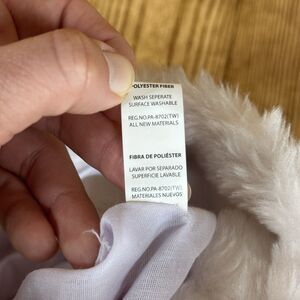 POLYESTER FIBER
WASH SEPERATE
SURFACE WASHABLE
REG.NO.PA-8702(TW)
ALL NEW MATERIALS
FIBRA DE POLIÉSTER
LAVAR POR SEPARADO
SUPERFICIE LAVABLE
REG.NO.PA-8702(TW)
MATERIALES NUEVOS